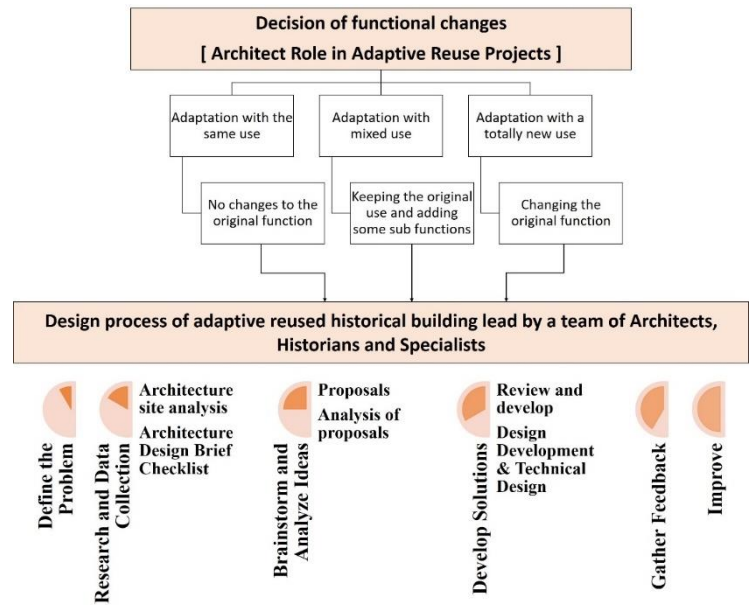 Decision of functional changes
[ Architect Role in Adaptive Reuse Projects ]
Adaptation with the
same use
Adaptation with
mixed use
Adaptation with a
totally new use
No changes to the
original function
Keeping the original
use and adding
some sub functions
Changing the
original function
Design process of adaptive reused historical building lead by a team of Architects,
Historians and Specialists
Define the
Problem
Research and Data
Collection
Architecture
site analysis
Architecture
Design Brief
Checklist
Brainstorm and
Analyze Ideas
Proposals
Analysis of
proposals
Develop Solutions
Review and
develop
Design
Development
& Technical
Design
Gather Feedback
Improve